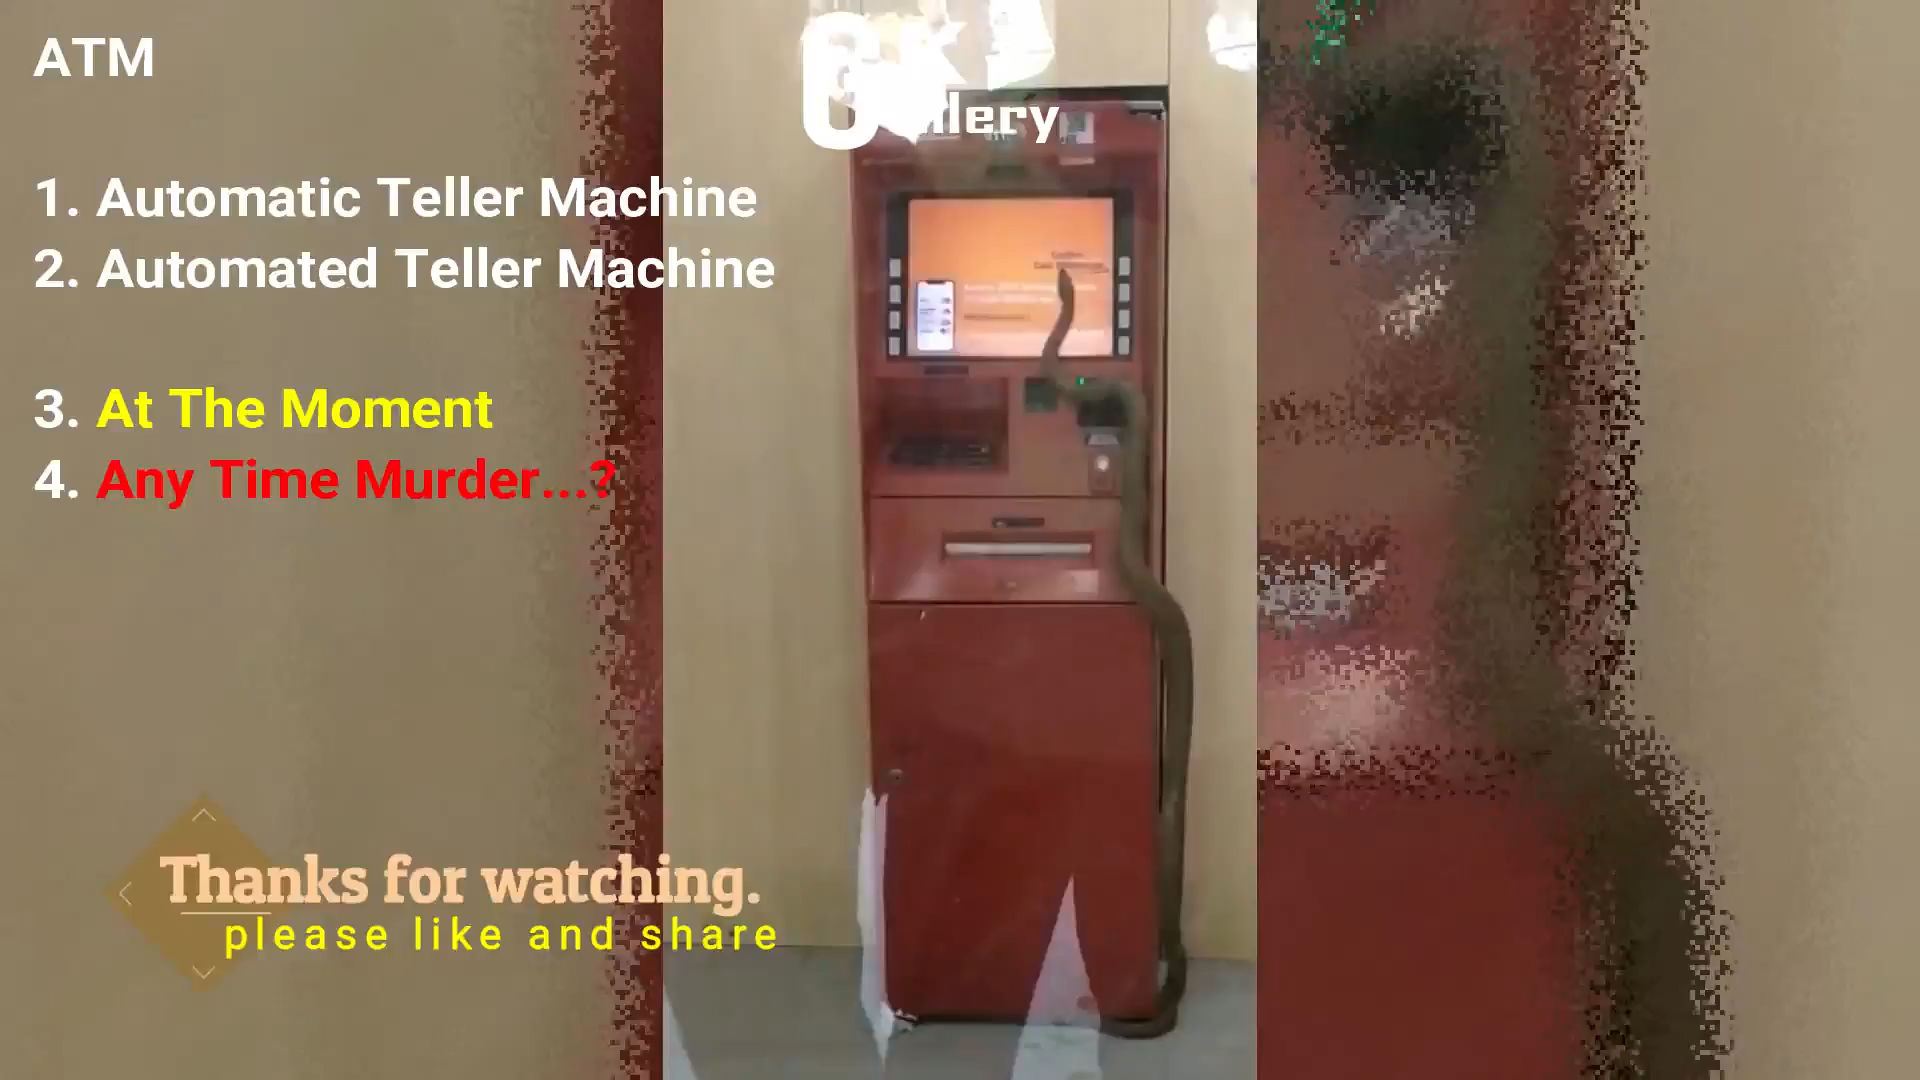 ATM
1. Automatic Teller Machine
2. Automated Teller Machine
3. At The Moment
4. Any Time Murder...?
Thanks for watching.
please like and share